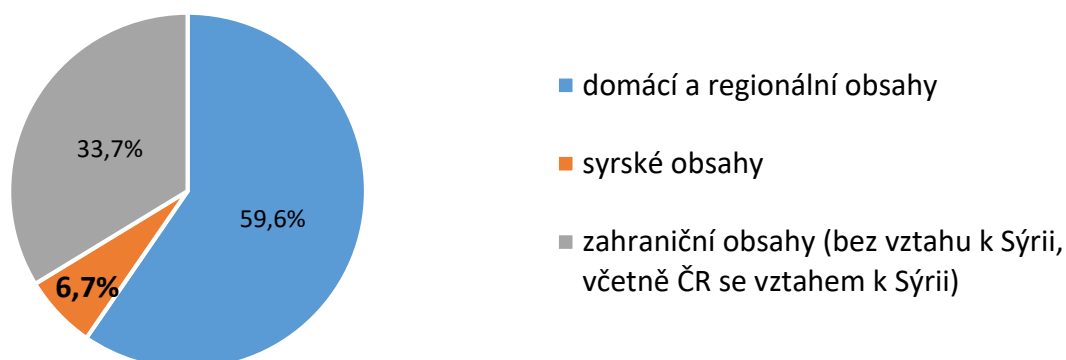 33,7%
59,6%
6,7%
domácí a regionální obsahy
syrské obsahy
zahraniční obsahy (bez vztahu k Sýrii,
včetně ČR se vztahem k Sýrii)